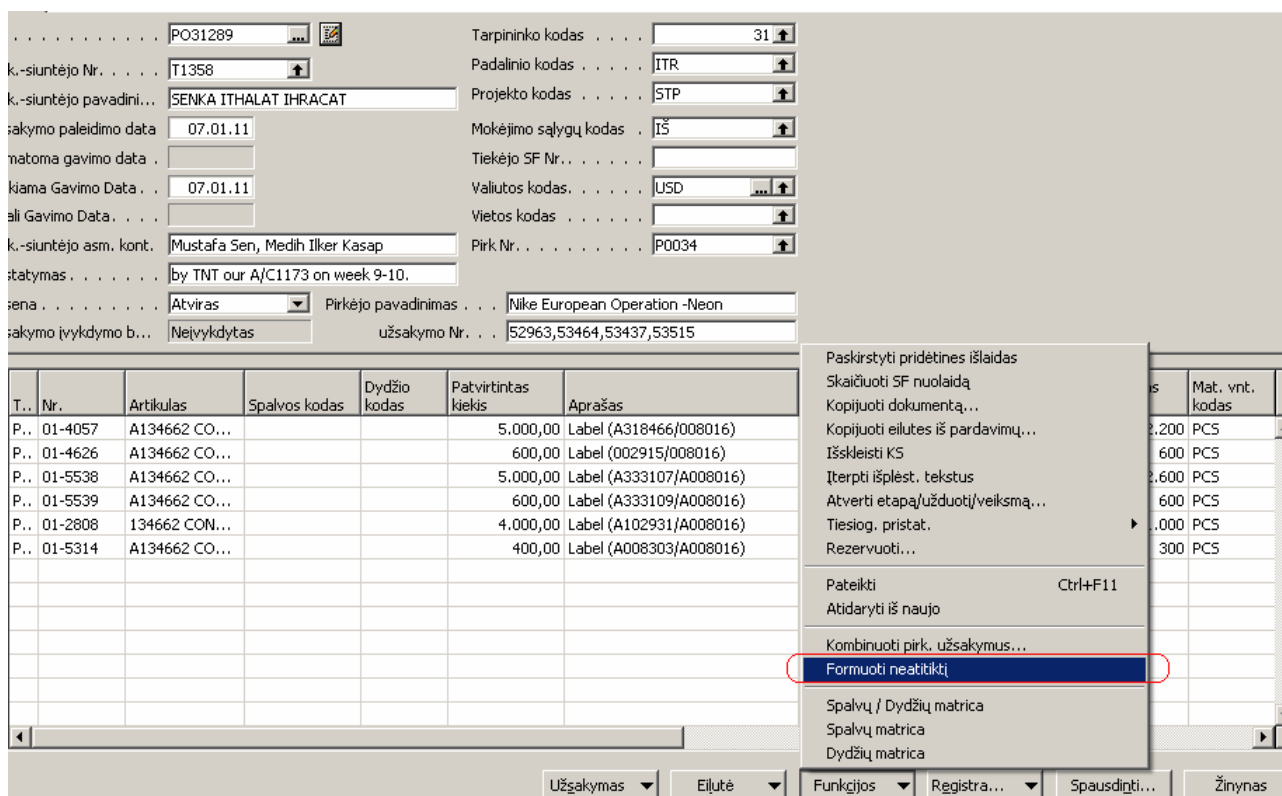 . . . . . . . . . . . PO31289 ... Tarpininko kodas . . . . 31
k.-siuntėjo Nr. . . . . T1358 Padalinio kodas . . . . . ITR
k.-siuntėjo pavadini... SENKA ITHALAT IHRACAT Projekto kodas . . . . . STP
sakymo paleidimo data 07.01.11 Mokėjimo sąlygų kodas . IŠ
matoma gavimo data . Tiekėjo SF Nr. . . . . .
kiama Gavimo Data . . 07.01.11 Valiutos kodas. . . . . . USD ...
ali Gavimo Data. . . . Vietos kodas . . . . . .
k.-siuntėjo asm. kont. Mustafa Sen, Medih Ilker Kasap Pirk Nr. . . . . . . . . . P0034
statymas . . . . . . . by TNT our A/C1173 on week 9-10.
sena . . . . . . . . . Atviras Pirkėjo pavadinimas . . . Nike European Operation -Neon
sakymo įvykdymo b... Neįvykdytas užsakymo Nr. . . 52963,53464,53437,53515
T.. Nr. Artikulas Spalvos kodas Dydžio kodas Patvirtintas kiekis Aprašas Mat. vnt. kodas
P.. 01-4057 A134662 CO... 5.000,00 Label (A318466/008016) 2.200 PCS
P.. 01-4626 A134662 CO... 600,00 Label (002915/008016) 600 PCS
P.. 01-5538 A134662 CO... 5.000,00 Label (A333107/A008016) 2.600 PCS
P.. 01-5539 A134662 CO... 600,00 Label (A333109/A008016) 600 PCS
P.. 01-2808 134662 CON... 4.000,00 Label (A102931/A008016) .000 PCS
P.. 01-5314 A134662 CO... 400,00 Label (A008303/A008016) 300 PCS
Paskirstyti pridėtines išlaidas
Skaičiuoti SF nuolaidą
Kopijuoti dokumentą...
Kopijuoti eilutes iš pardavimų...
Išskleisti KS
Įterpti išplėst. tekstus
Atverti etapą/užduotį/veiksmą...
Tiesiog. pristat.
Rezervuoti...
Pateikti Ctrl+F11
Atidaryti iš naujo
Kombinuoti pirk. užsakymus...
Formuoti neatitiktį
Spalvų / Dydžių matrica
Spalvų matrica
Dydžių matrica
Užsakymas Eilutė Funkcijos Registra... Spausdinti... Žinynas